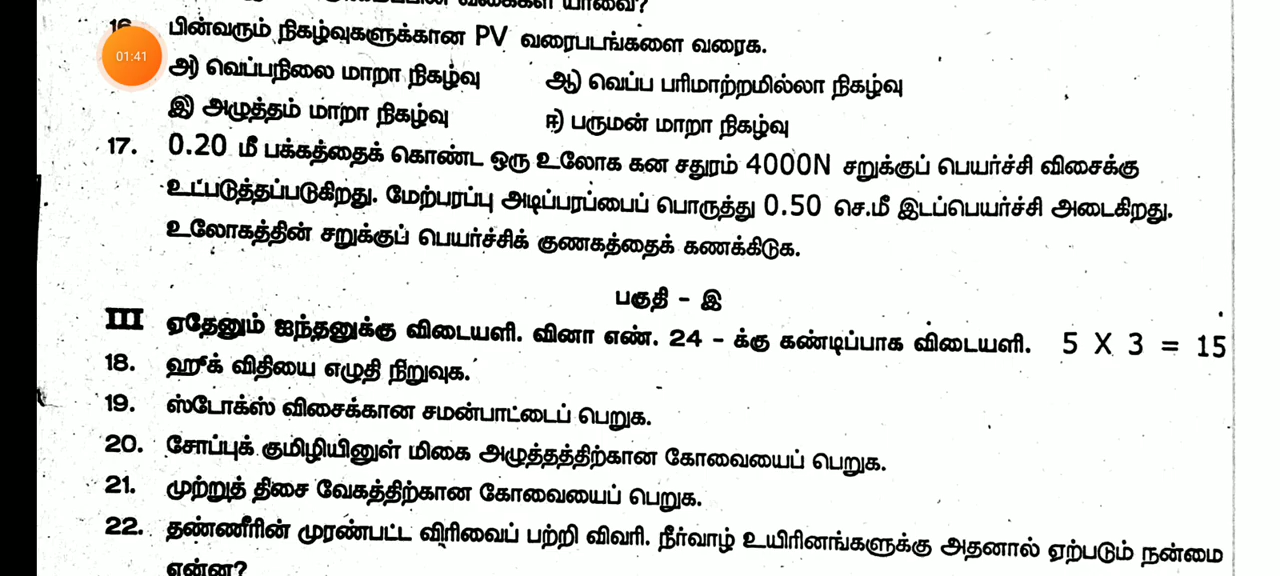 வகைகள் யாவை?
16. பின்வரும் நிகழ்வுகளுக்கான PV வரைபடங்களை வரைக.
01:41
அ) வெப்பநிலை மாறா நிகழ்வு ஆ) வெப்ப பரிமாற்றமில்லா நிகழ்வு
இ) அழுத்தம் மாறா நிகழ்வு ஈ) பருமன் மாறா நிகழ்வு
17. 0.20 மீ பக்கத்தைக் கொண்ட ஒரு உலோக கன சதுரம் 4000N சறுக்குப் பெயர்ச்சி விசைக்கு
உட்படுத்தப்படுகிறது. மேற்பரப்பு அடிப்பரப்பைப் பொருத்து 0.50 செ.மீ இடப்பெயர்ச்சி அடைகிறது.
உலோகத்தின் சறுக்குப் பெயர்ச்சிக் குணகத்தைக் கணக்கிடுக.
பகுதி - இ
III ஏதேனும் ஐந்தனுக்கு விடையளி. வினா எண். 24 - க்கு கண்டிப்பாக விடையளி. 5 X 3 = 15
18. ஹூக் விதியை எழுதி நிறுவுக.
19. ஸ்டோக்ஸ் விசைக்கான சமன்பாட்டைப் பெறுக.
20. சோப்புக் குமிழியினுள் மிகை அழுத்தத்திற்கான கோவையைப் பெறுக.
21. முற்றுத் திசை வேகத்திற்கான கோவையைப் பெறுக.
22. தண்ணீரின் முரண்பட்ட விரிவைப் பற்றி விவரி. நீர்வாழ் உயிரினங்களுக்கு அதனால் ஏற்படும் நன்மை
என்ன?